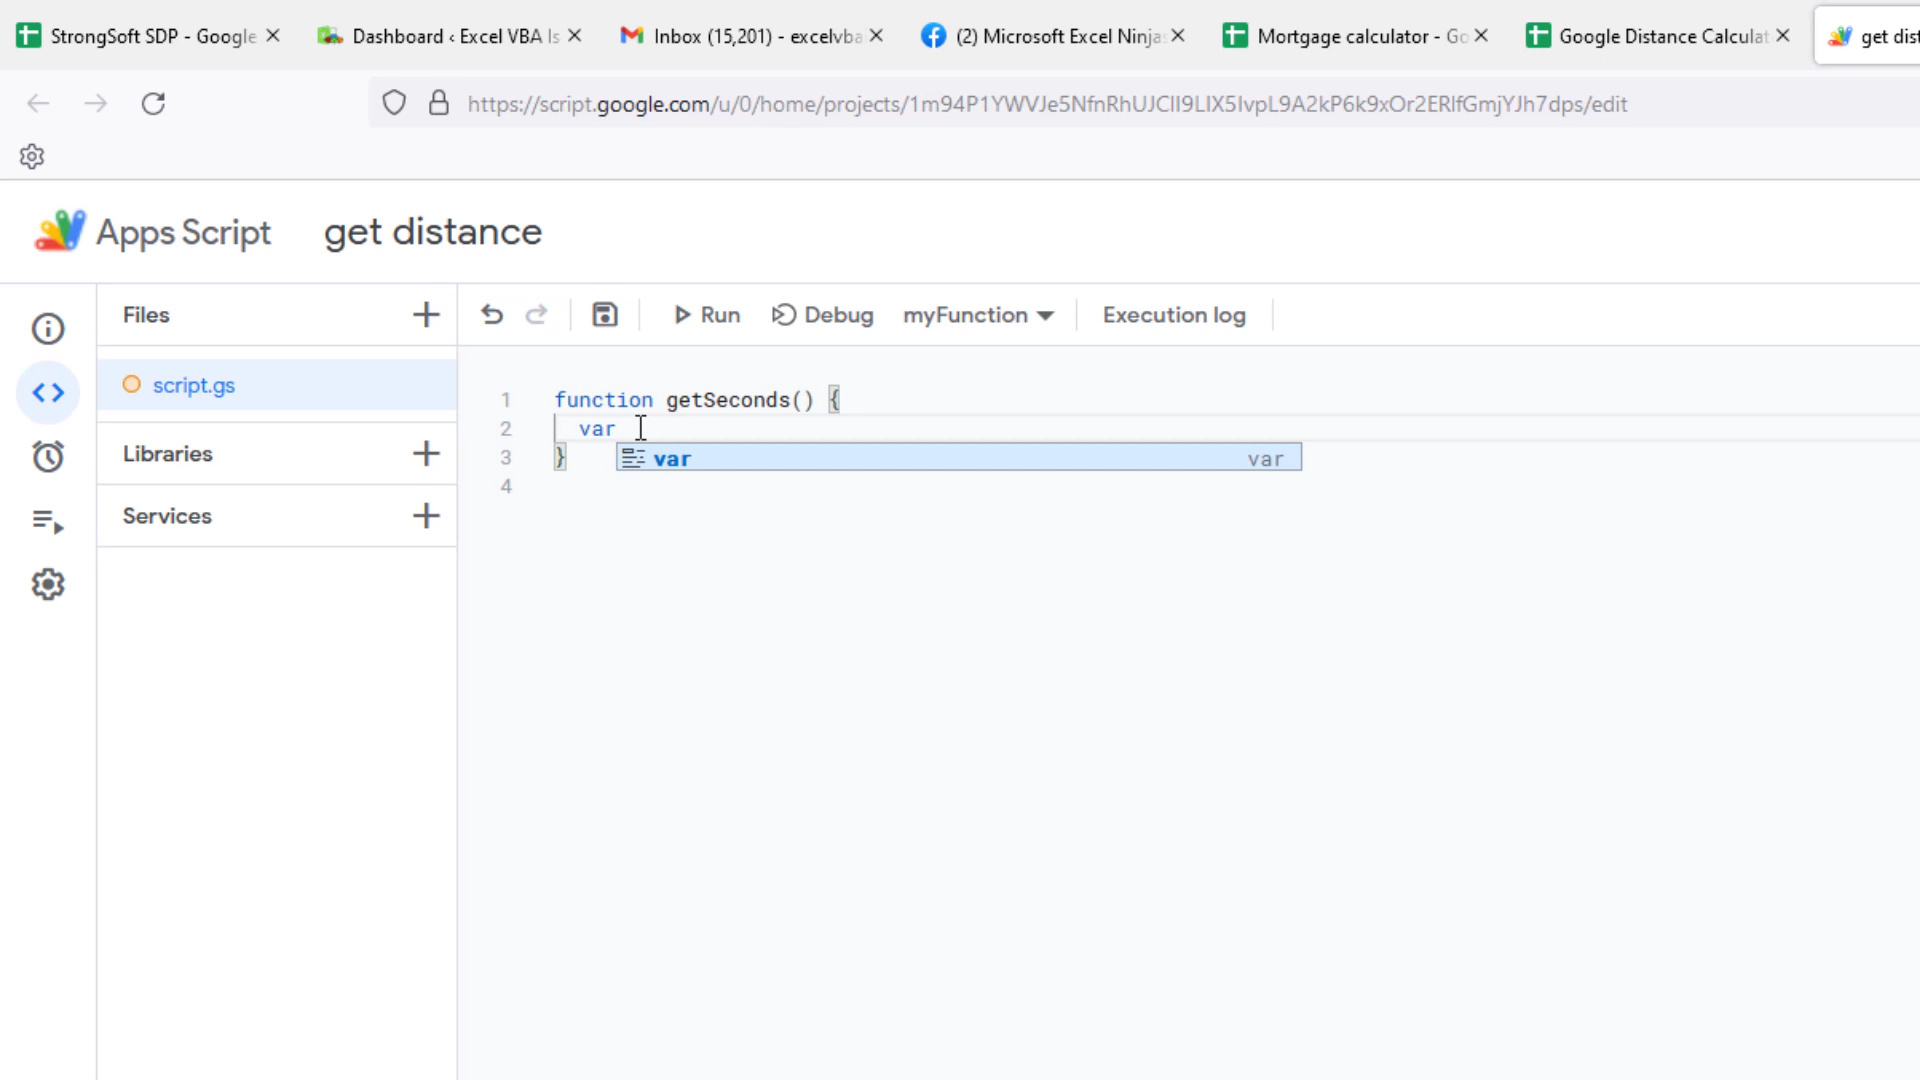 StrongSoft SDP - Google
Dashboard ‹ Excel VBA Is
Inbox (15,201) - excelvba
(2) Microsoft Excel Ninjas
Mortgage calculator - Go
Google Distance Calculat
get dist
https://script.google.com/u/0/home/projects/1m94P1YWVJe5NfnRhUJCII9LIX5IvpL9A2kP6k9xOr2ERIfGmjYJh7dps/edit
Apps Script
get distance
Files
Run
Debug
myFunction
Execution log
script.gs
Libraries
Services
1 function getSeconds() {
2 var
3 }
var var
4